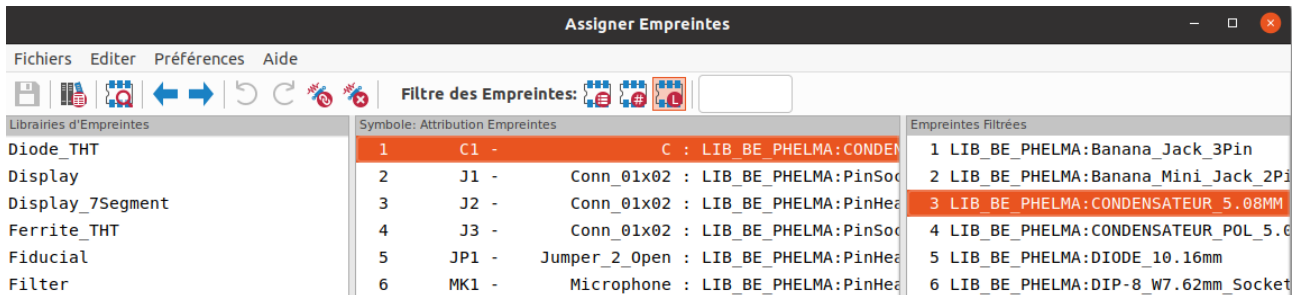 Assigner Empreintes
Fichiers Editer Préférences Aide
Filtre des Empreintes:
Librairies d'Empreintes
Diode_THT
Display
Display_7Segment
Ferrite_THT
Fiducial
Filter
Symbole: Attribution Empreintes
1 C1 - C : LIB_BE_PHELMA:CONDEN
2 J1 - Conn_01x02 : LIB_BE_PHELMA:PinSoc
3 J2 - Conn_01x02 : LIB_BE_PHELMA:PinHea
4 J3 - Conn_01x02 : LIB_BE_PHELMA:PinSoc
5 JP1 - Jumper_2_Open : LIB_BE_PHELMA:PinHea
6 MK1 - Microphone : LIB_BE_PHELMA:PinHea
Empreintes Filtrées
1 LIB_BE_PHELMA:Banana_Jack_3Pin
2 LIB_BE_PHELMA:Banana_Mini_Jack_2Pi
3 LIB_BE_PHELMA:CONDENSATEUR_5.08MM
4 LIB_BE_PHELMA:CONDENSATEUR_POL_5.0
5 LIB_BE_PHELMA:DIODE_10.16mm
6 LIB_BE_PHELMA:DIP-8_W7.62mm_Socket